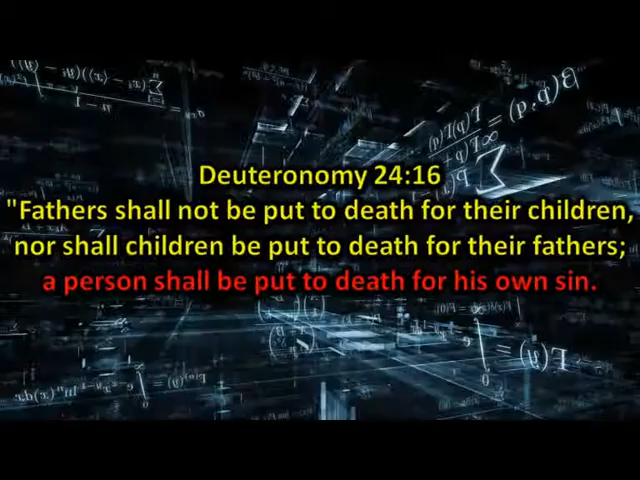 Deuteronomy 24:16
"Fathers shall not be put to death for their children,
nor shall children be put to death for their fathers;
a person shall be put to death for his own sin.